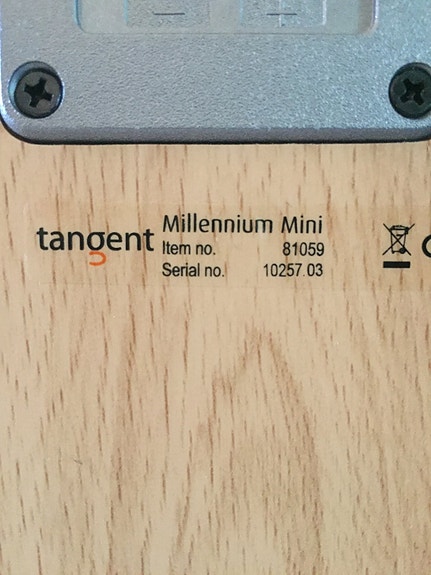 − +
tangent
Millennium Mini
Item no. 81059
Serial no. 10257.03